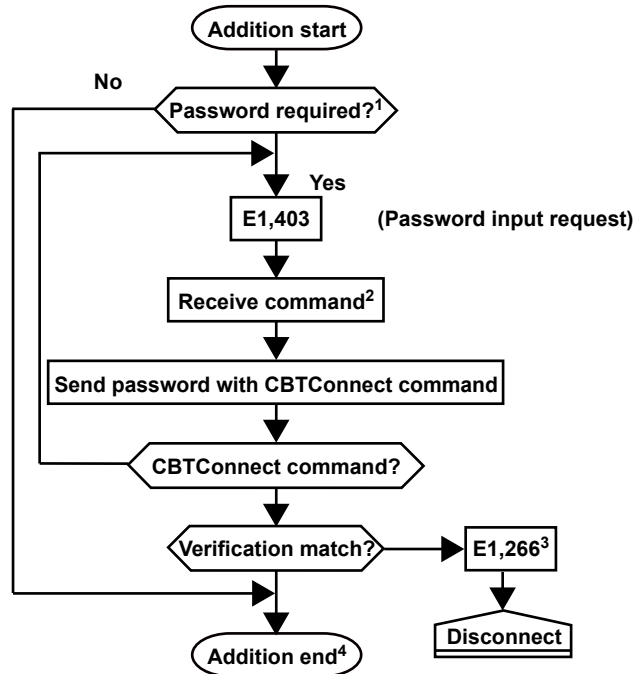 Addition start
No
Password required?¹
Yes
E1,403 (Password input request)
Receive command²
Send password with CBTConnect command
CBTConnect command?
Verification match? E1,266³
Addition end⁴ Disconnect